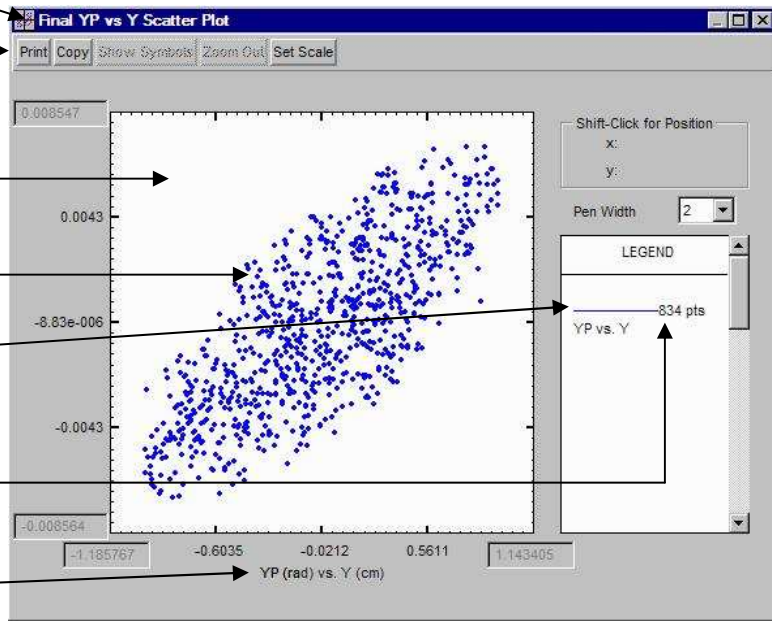 Final YP vs Y Scatter Plot
Print Copy Show Symbols Zoom Out Set Scale
0.008547
0.0043
-8.83e-006
-0.0043
-0.008564
-1.185767
-0.6035
-0.0212
0.5611
1.143405
YP (rad) vs. Y (cm)
Shift-Click for Position
x:
y:
Pen Width 2
LEGEND
834 pts
YP vs. Y